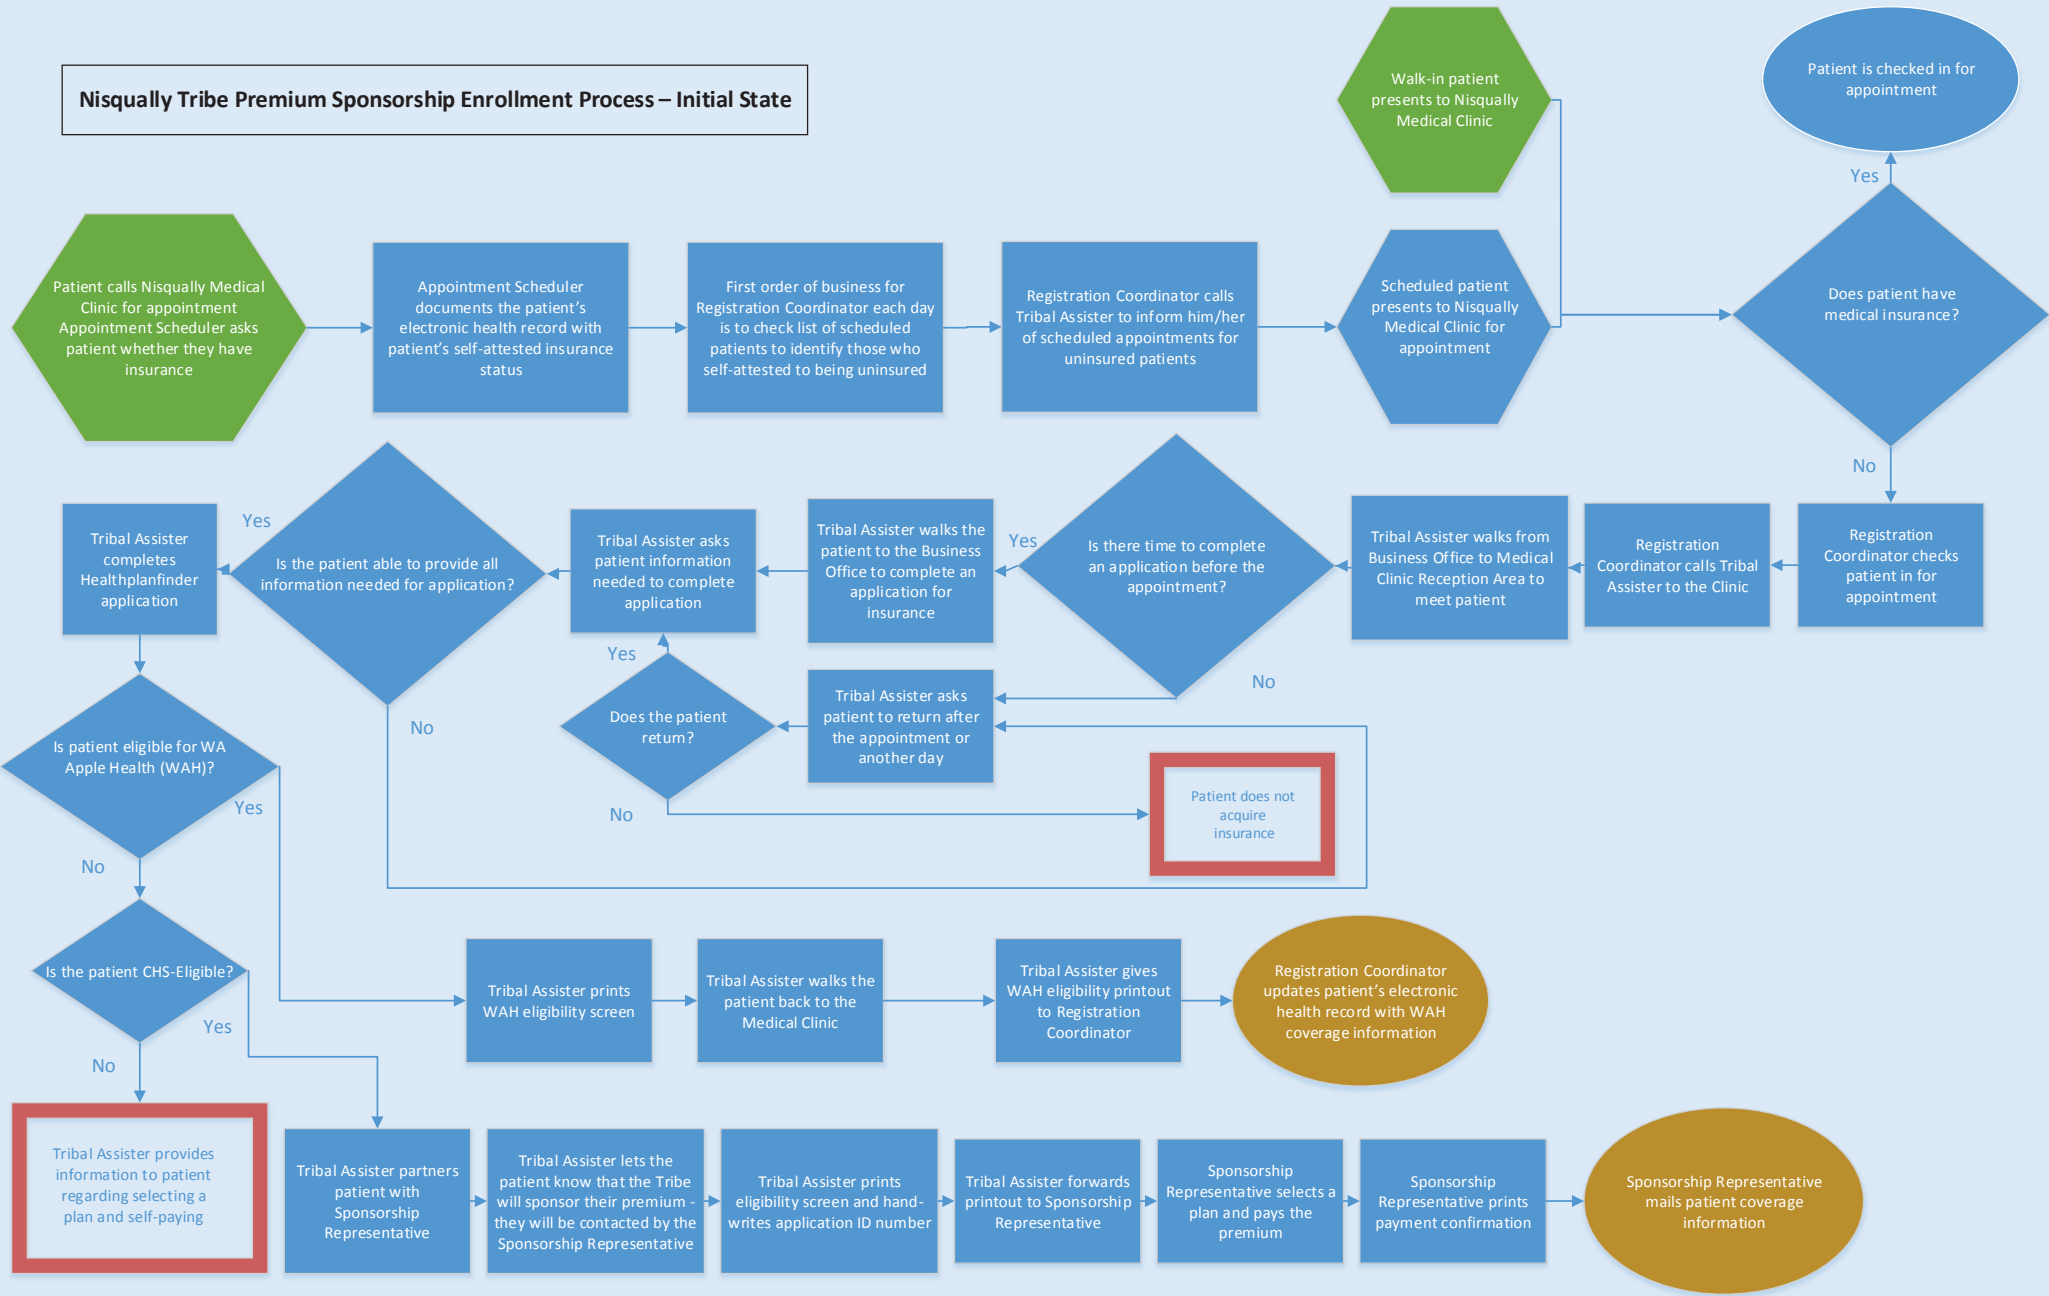 Nisqually Tribe Premium Sponsorship Enrollment Process – Initial State
Walk-in patient
presents to Nisqually
Medical Clinic
Patient is checked in for
appointment
Yes
Patient calls Nisqually Medical
Clinic for appointment
Appointment Scheduler asks
patient whether they have
insurance
Appointment Scheduler
documents the patient’s
electronic health record with
patient’s self-attested insurance
status
First order of business for
Registration Coordinator each day
is to check list of scheduled
patients to identify those who
self-attested to being uninsured
Registration Coordinator calls
Tribal Assister to inform him/her
of scheduled appointments for
uninsured patients
Scheduled patient
presents to Nisqually
Medical Clinic for
appointment
Does patient have
medical insurance?
No
Registration
Coordinator checks
patient in for
appointment
Registration
Coordinator calls Tribal
Assister to the Clinic
Tribal Assister walks from
Business Office to Medical
Clinic Reception Area to
meet patient
Is there time to complete
an application before the
appointment?
Yes
Tribal Assister walks the
patient to the Business
Office to complete an
application for
insurance
Tribal Assister asks
patient information
needed to complete
application
Is the patient able to provide all
information needed for application?
Yes
Tribal Assister
completes
Healthplanfinder
application
No
Tribal Assister asks
patient to return after
the appointment or
another day
Does the patient
return?
Yes
No
Patient does not
acquire
insurance
No
Is patient eligible for WA
Apple Health (WAH)?
Yes
No
Tribal Assister prints
WAH eligibility screen
Tribal Assister walks the
patient back to the
Medical Clinic
Tribal Assister gives
WAH eligibility printout
to Registration
Coordinator
Registration Coordinator
updates patient’s electronic
health record with WAH
coverage information
Is the patient CHS-Eligible?
Yes
No
Tribal Assister provides
information to patient
regarding selecting a
plan and self-paying
Tribal Assister partners
patient with
Sponsorship
Representative
Tribal Assister lets the
patient know that the Tribe
will sponsor their premium -
they will be contacted by the
Sponsorship Representative
Tribal Assister prints
eligibility screen and hand-
writes application ID number
Tribal Assister forwards
printout to Sponsorship
Representative
Sponsorship
Representative selects a
plan and pays the
premium
Sponsorship
Representative prints
payment confirmation
Sponsorship Representative
mails patient coverage
information